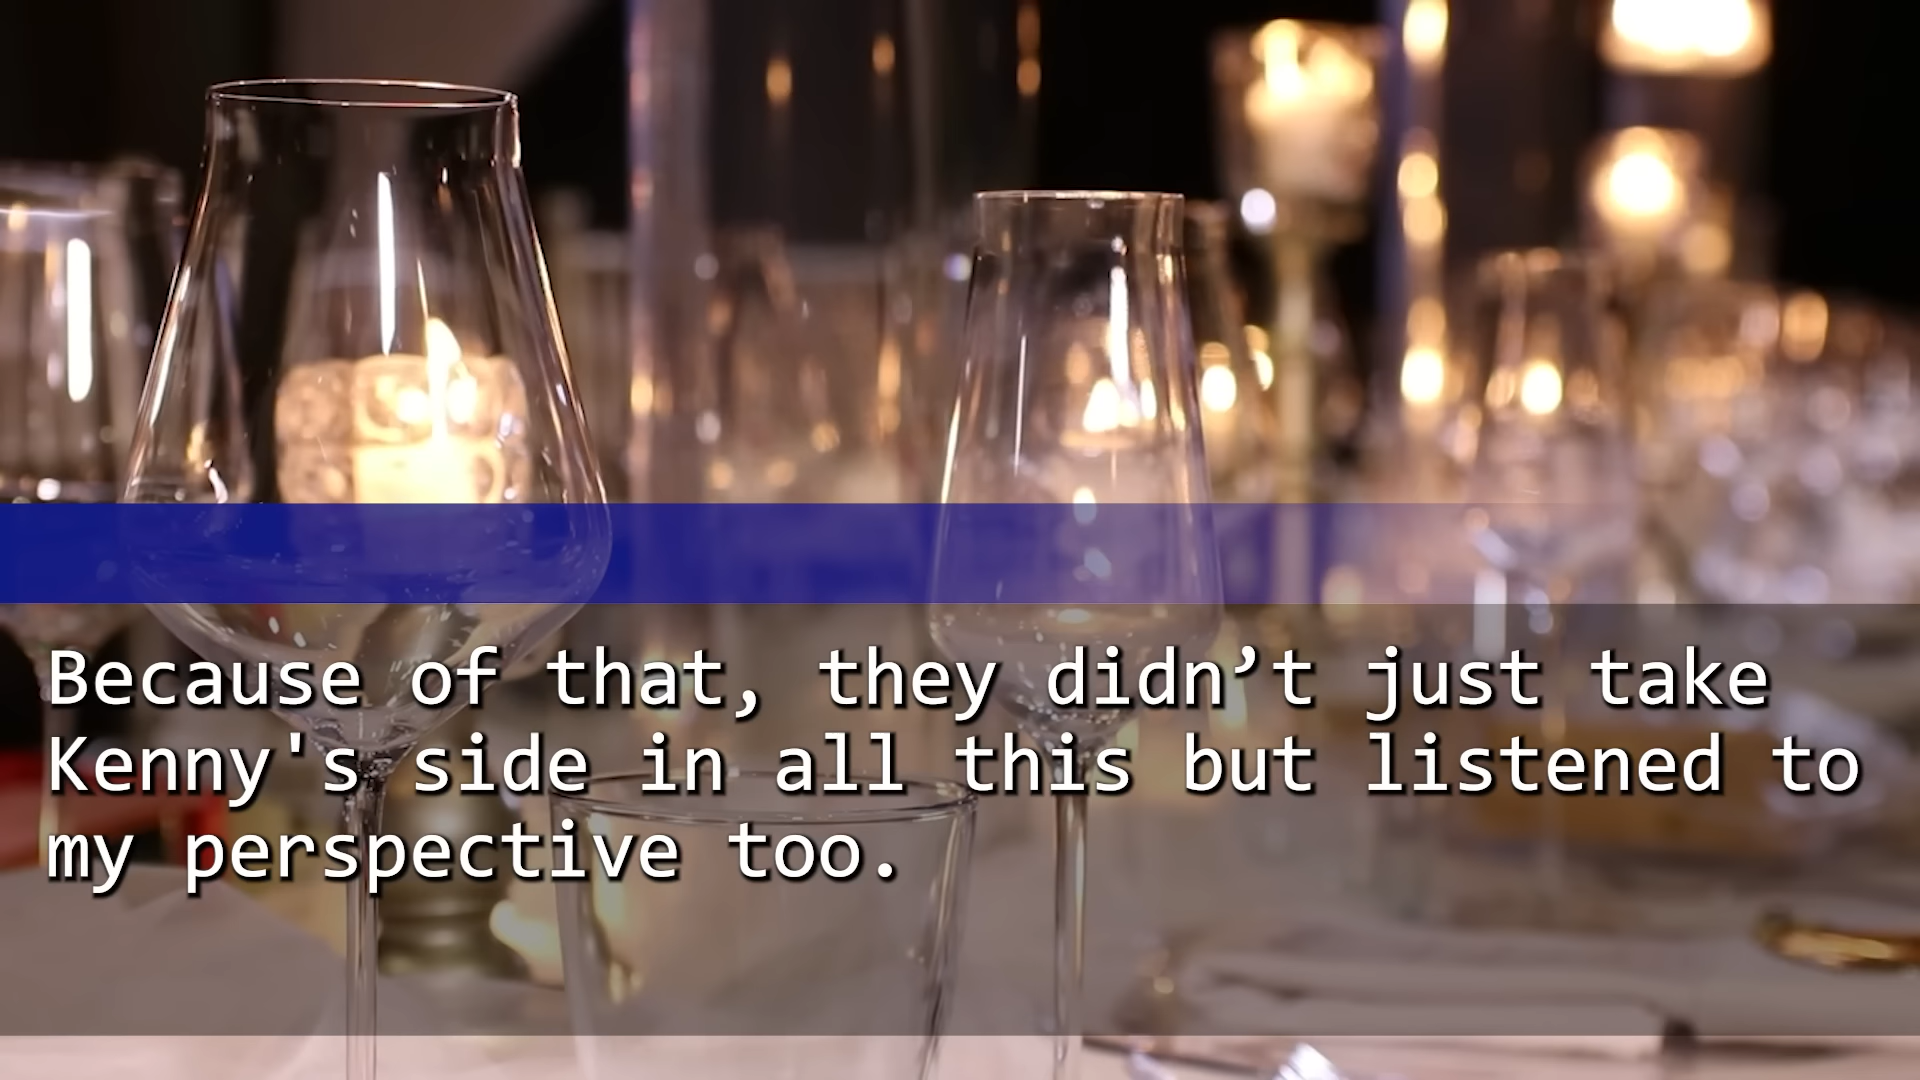 Because of that, they didn’t just take
Kenny's side in all this but listened to
my perspective too.